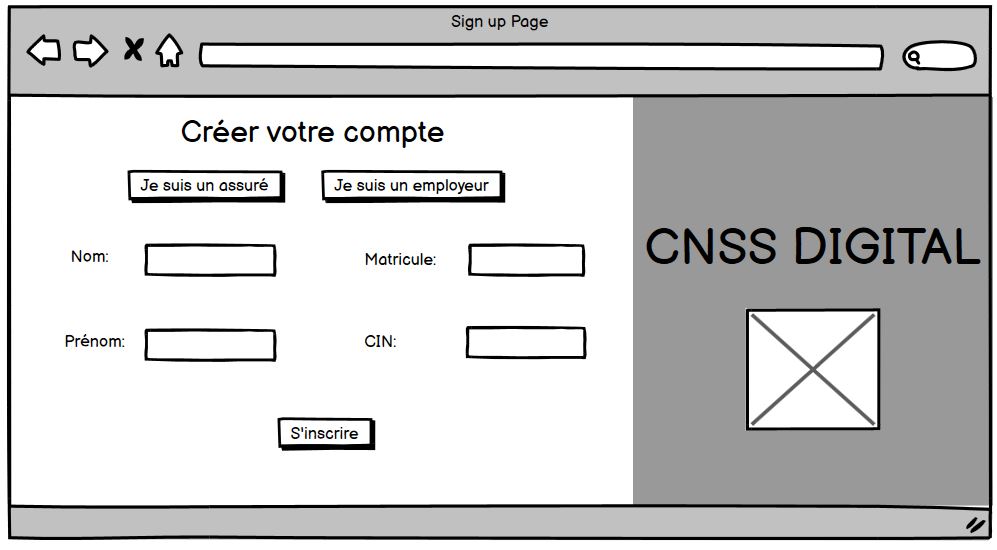 Sign up Page
Créer votre compte
Je suis un assuré
Je suis un employeur
Nom:
Matricule:
Prénom:
CIN:
S'inscrire
CNSS DIGITAL